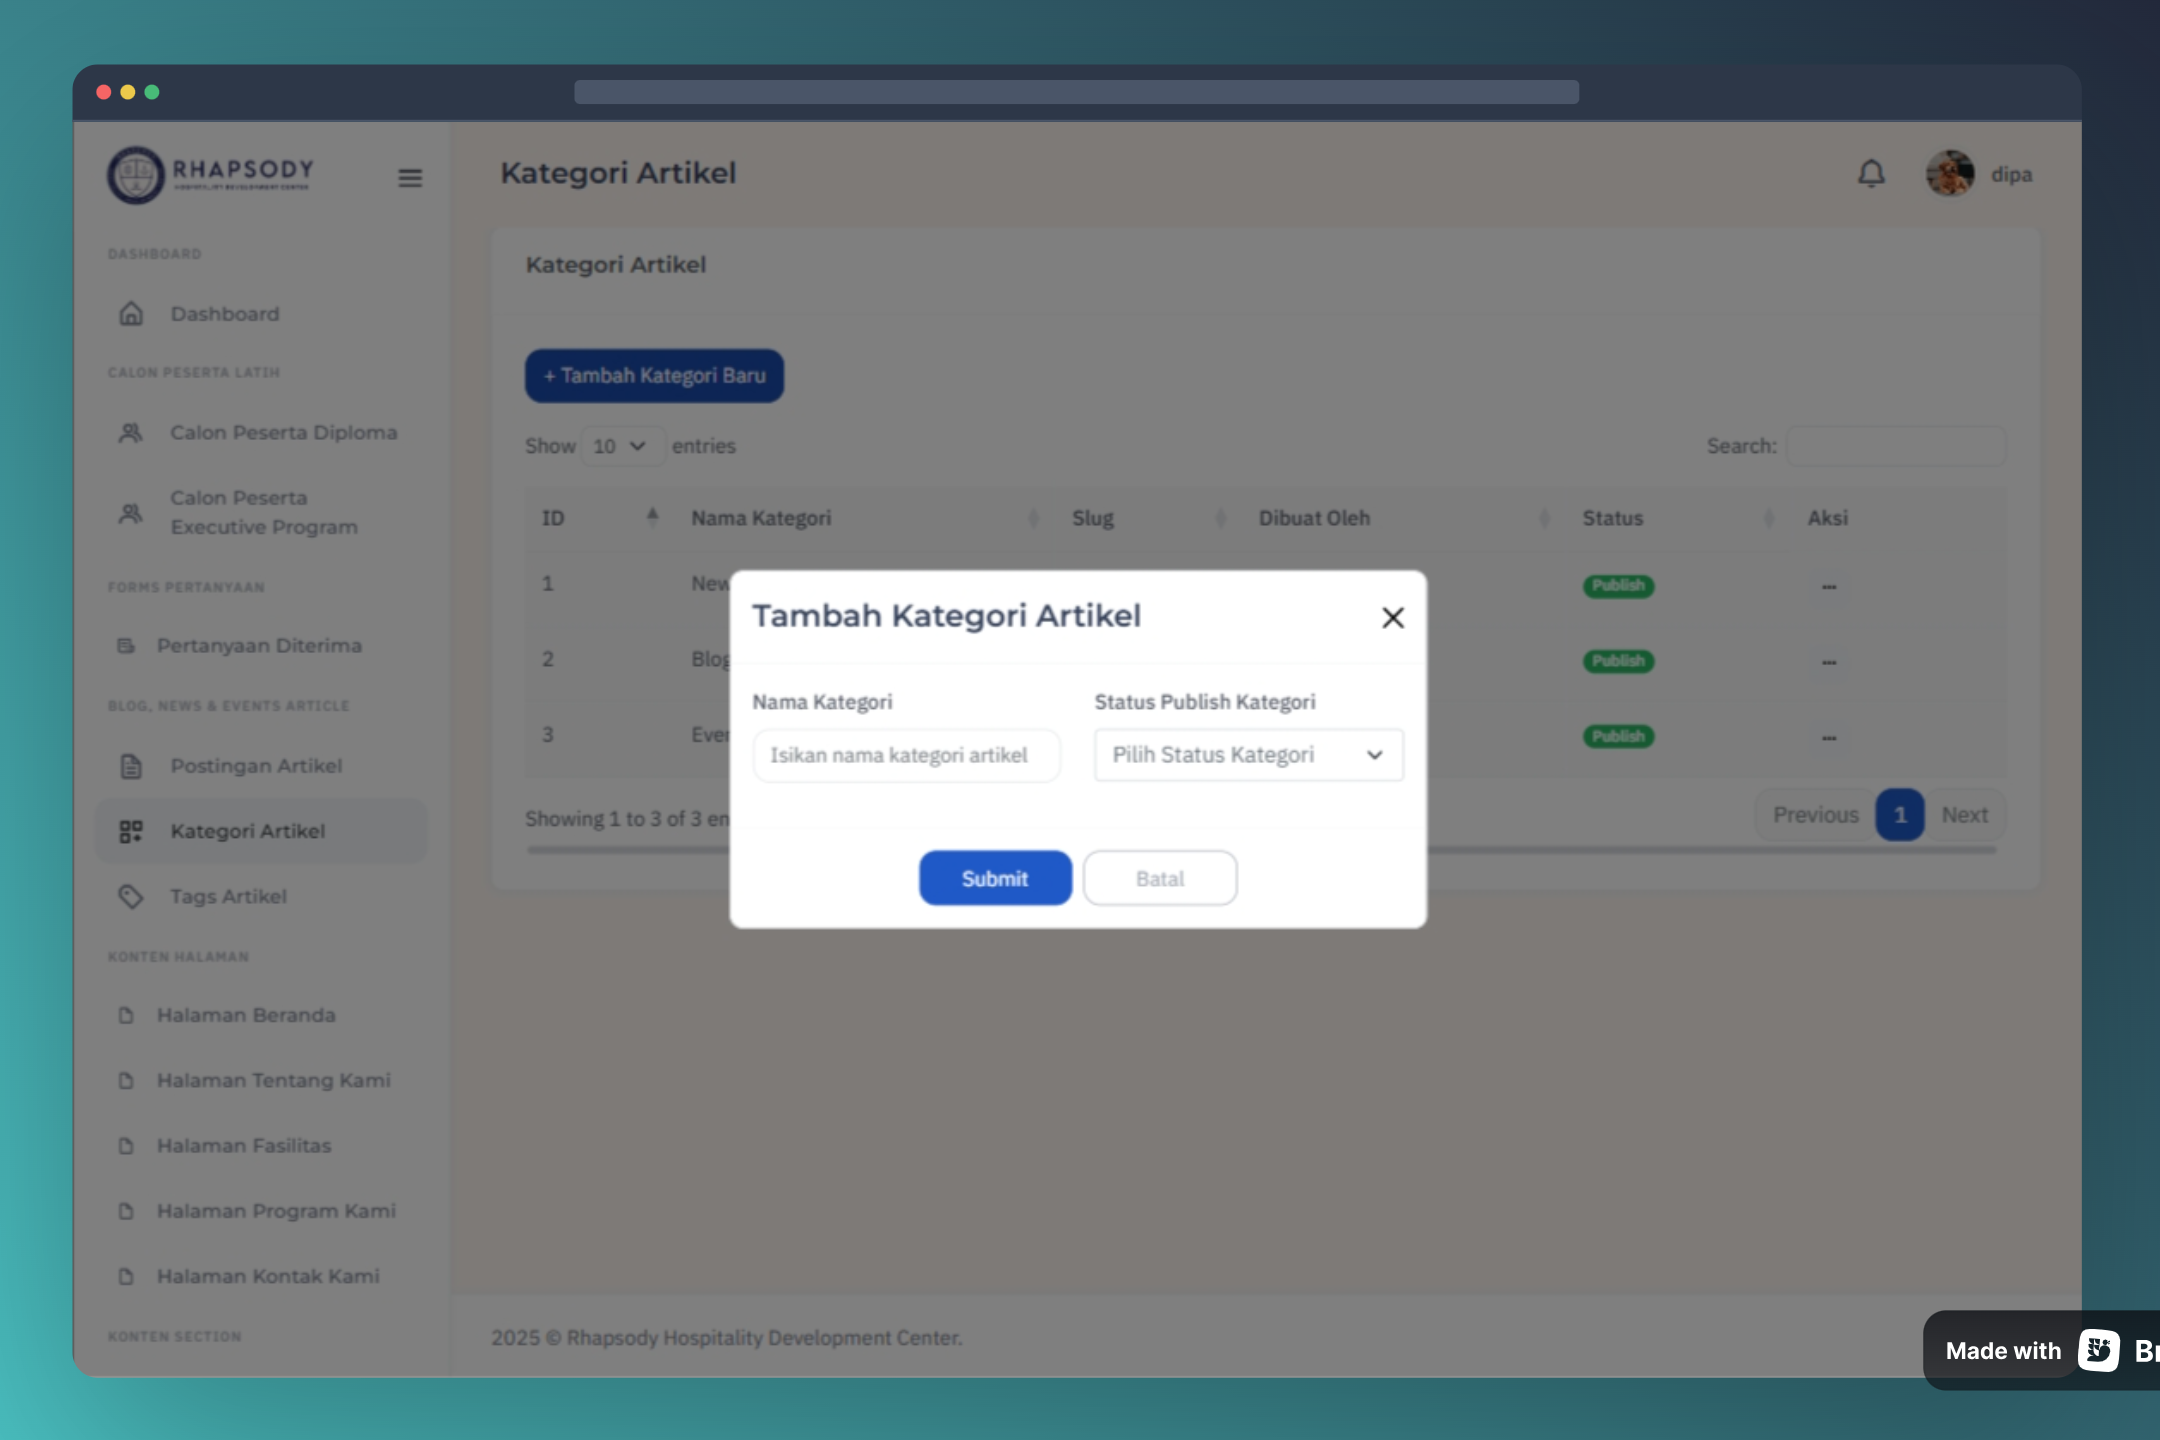 RHAPSODY
HOSPITALITY DEVELOPMENT CENTER
Kategori Artikel
dipa
DASHBOARD
Dashboard
CALON PESERTA LATIH
Calon Peserta Diploma
Calon Peserta
Executive Program
FORMS PERTANYAAN
Pertanyaan Diterima
BLOG, NEWS & EVENTS ARTICLE
Postingan Artikel
Kategori Artikel
Tags Artikel
KONTEN HALAMAN
Halaman Beranda
Halaman Tentang Kami
Halaman Fasilitas
Halaman Program Kami
Halaman Kontak Kami
KONTEN SECTION
Kategori Artikel
+ Tambah Kategori Baru
Show 10 entries
Search:
ID Nama Kategori Slug Dibuat Oleh Status Aksi
1 New Publish ...
2 Blog Publish ...
3 Publish ...
Showing 1 to 3 of 3
Previous 1 Next
Tambah Kategori Artikel
Nama Kategori Status Publish Kategori
Isikan nama kategori artikel Pilih Status Kategori
Submit Batal
2025 © Rhapsody Hospitality Development Center.
Made with